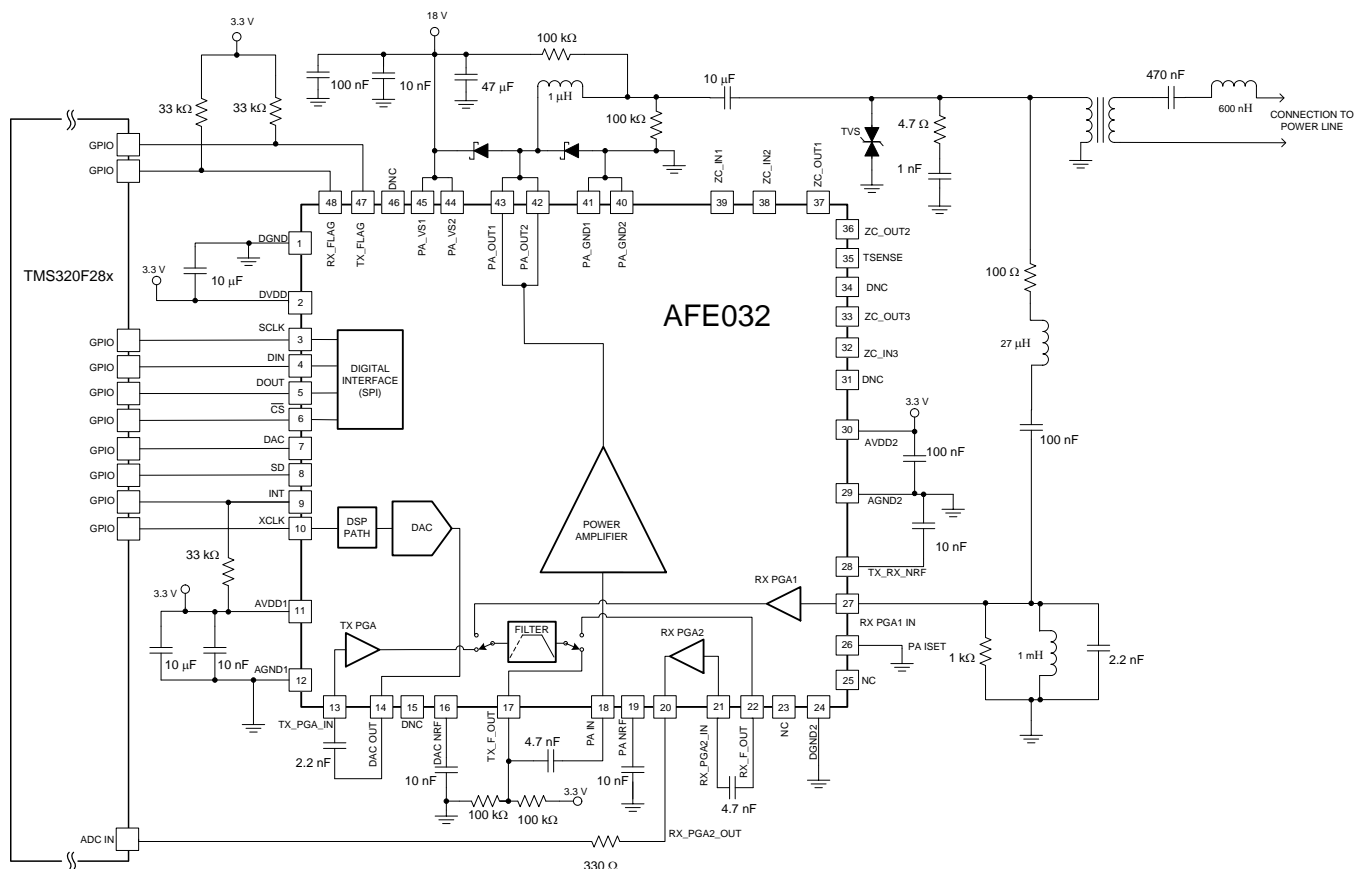 3.3 V
18 V
33 kΩ
33 kΩ
100 nF
10 nF
47 μF
100 kΩ
1 μH
100 kΩ
10 μF
TVS
4.7 Ω
1 nF
470 nF
600 nH
CONNECTION TO
POWER LINE
GPIO
GPIO
48
47
46
45
44
43
42
41
40
39
38
37
RX_FLAG
TX_FLAG
DNC
PA_VS1
PA_VS2
PA_OUT1
PA_OUT2
PA_GND1
PA_GND2
ZC_IN1
ZC_IN2
ZC_OUT1
TMS320F28x
AFE032
DGND
1
10 μF
3.3 V
DVDD
2
GPIO
SCLK
3
GPIO
DIN
4
GPIO
DOUT
5
GPIO
CS
6
DIGITAL
INTERFACE
(SPI)
GPIO
DAC
7
GPIO
SD
8
GPIO
INT
9
GPIO
XCLK
10
DSP
PATH
DAC
33 kΩ
3.3 V
AVDD1
11
10 μF
10 nF
AGND1
12
36
ZC_OUT2
35
TSENSE
34
DNC
33
ZC_OUT3
32
ZC_IN3
31
DNC
3.3 V
30
AVDD2
100 nF
29
AGND2
10 nF
28
TX_RX_NRF
27
RX PGA1 IN
26
PA ISET
25
NC
100 Ω
27 μH
100 nF
1 kΩ
1 mH
2.2 nF
POWER
AMPLIFIER
RX PGA1
TX PGA
FILTER
RX PGA2
13
14
15
16
17
18
19
20
21
22
23
24
TX_PGA_IN
DAC OUT
DNC
DAC NRF
TX_F_OUT
PA IN
PA NRF
RX_PGA2_OUT
RX_PGA2_IN
RX_F_OUT
NC
DGND2
2.2 nF
10 nF
4.7 nF
10 nF
4.7 nF
100 kΩ
100 kΩ
3.3 V
ADC IN
330 Ω